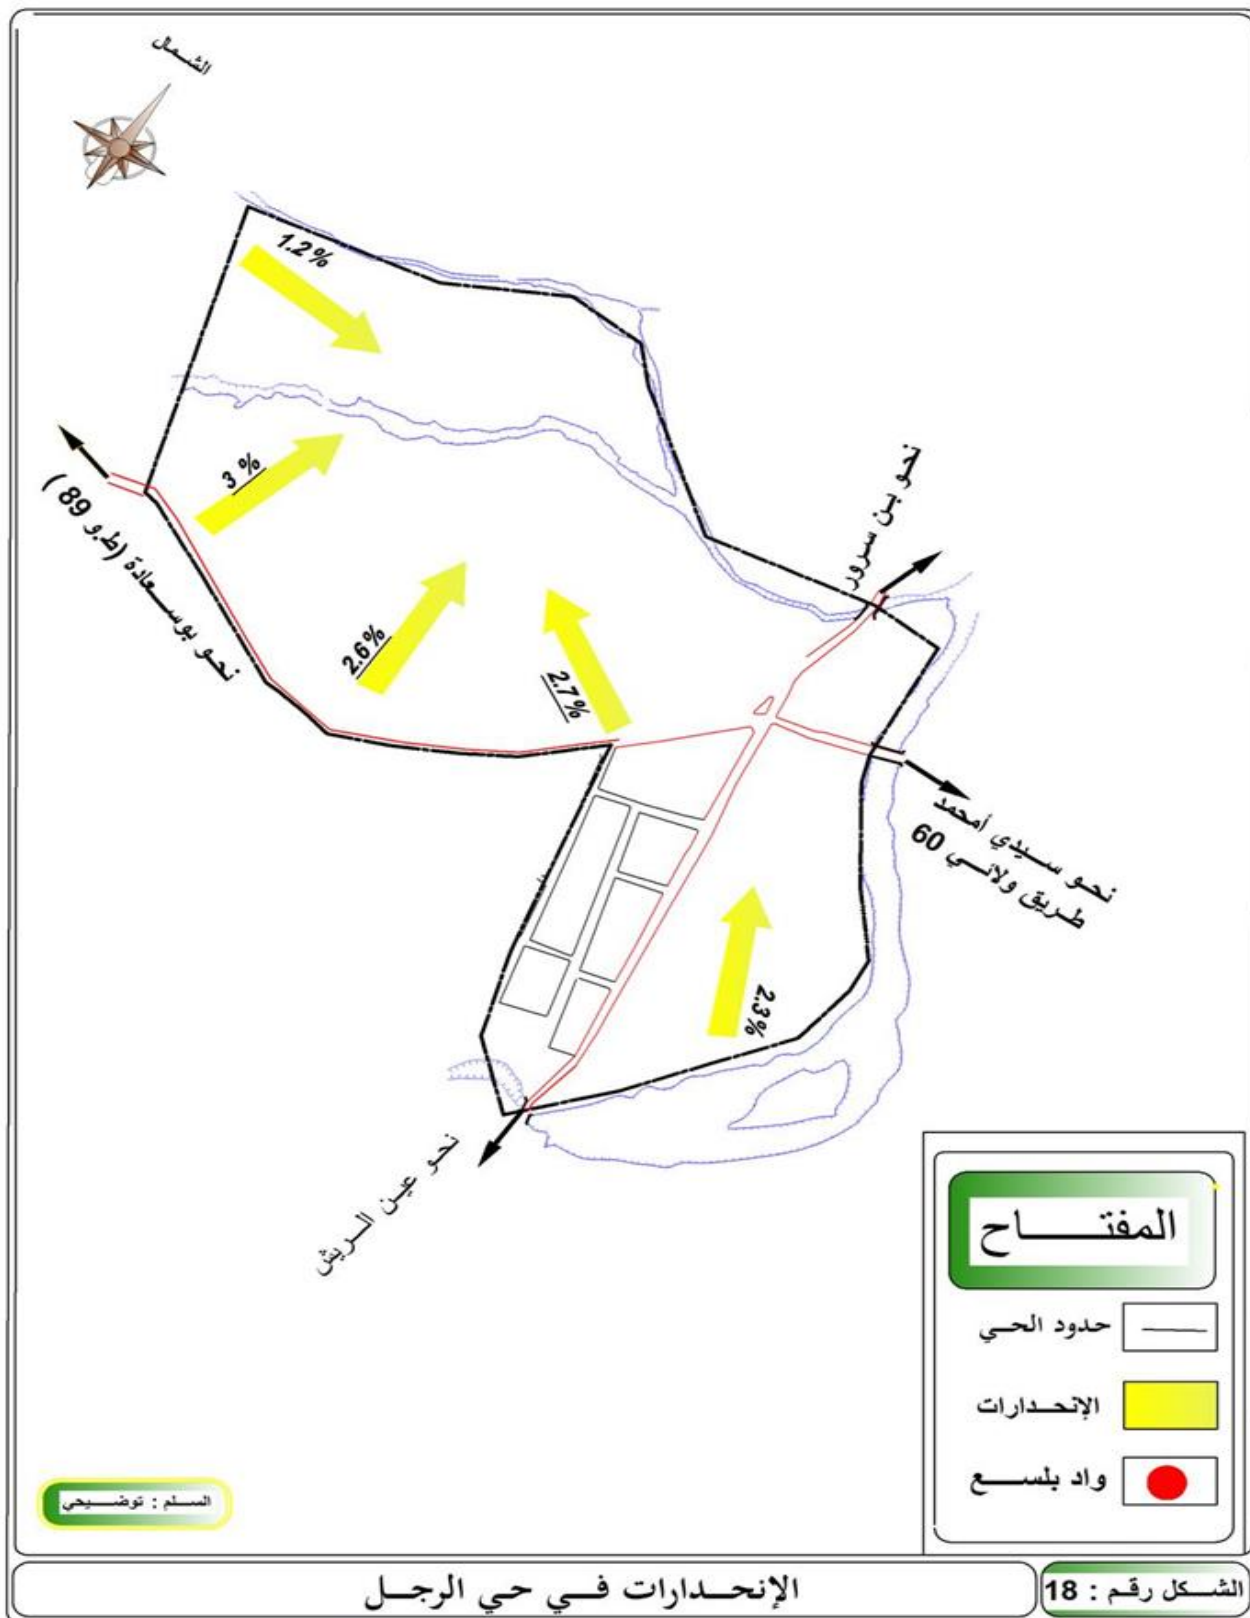 الشمال
1.2%
3 %
2.6%
2.7%
2.3%
نحو بوسعادة (ط.و 89 )
نحو بن سرور
نحو سيدي أمحمد
طريق ولائي 60
نحو عين الريش
المفتاح
حدود الحي
الإنحدارات
واد بلسع
السلم : توضيحي
الإنحدارات في حي الرجل
الشكل رقم : 18